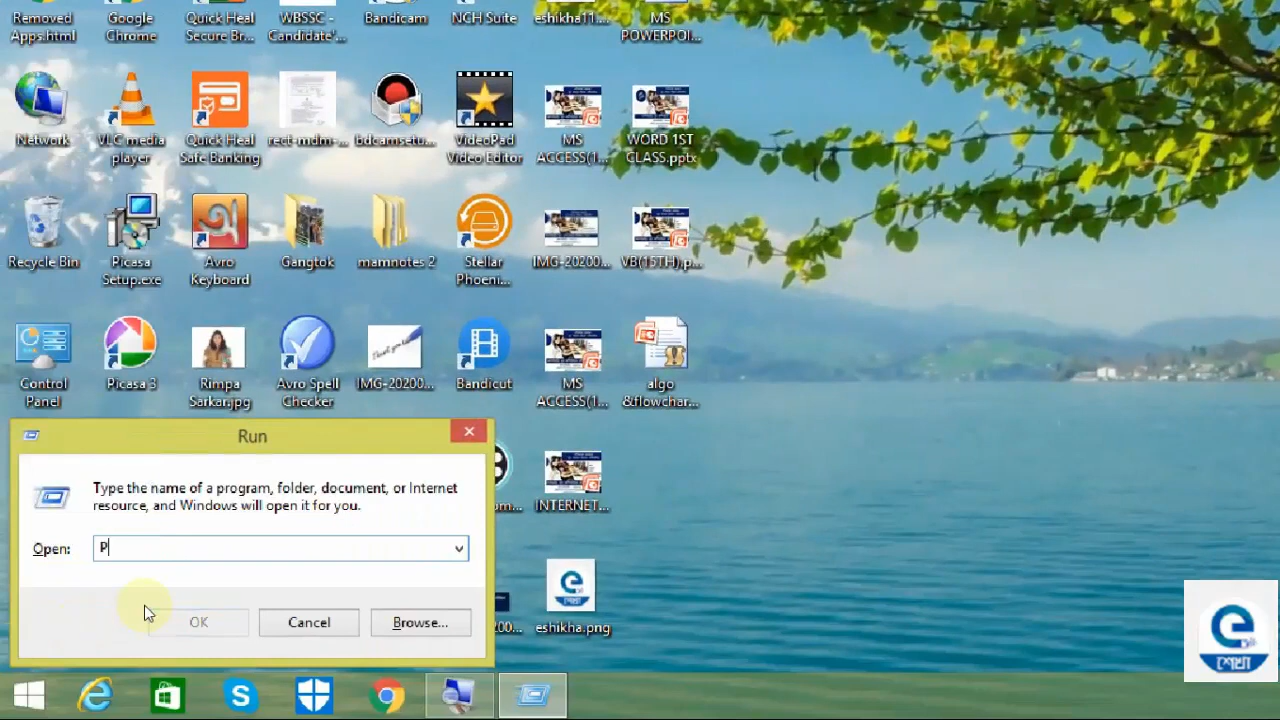 Removed
Apps.html
Google
Chrome
Quick Heal
Secure Br...
WBSSC -
Candidate'...
Bandicam
NCH Suite
eshikha11...
MS
POWERPOI...
Network
VLC media
player
Quick Heal
Safe Banking
rect-mdm-...
bdcamsetu...
VideoPad
Video Editor
MS
ACCESS(1...
WORD 1ST
CLASS.pptx
Recycle Bin
Picasa
Setup.exe
Avro
Keyboard
Gangtok
mamnotes 2
Stellar
Phoeni...
IMG-20200...
VB(15TH).p...
Control
Panel
Picasa 3
Rimpa
Sarkar.jpg
Avro Spell
Checker
Thank you
IMG-20200...
Bandicut
MS
ACCESS(1...
algo
&flowchar...
Run
Type the name of a program, folder, document, or Internet
resource, and Windows will open it for you.
Open:
P
OK
Cancel
Browse...
om...
INTERNET...
00...
eshikha.png